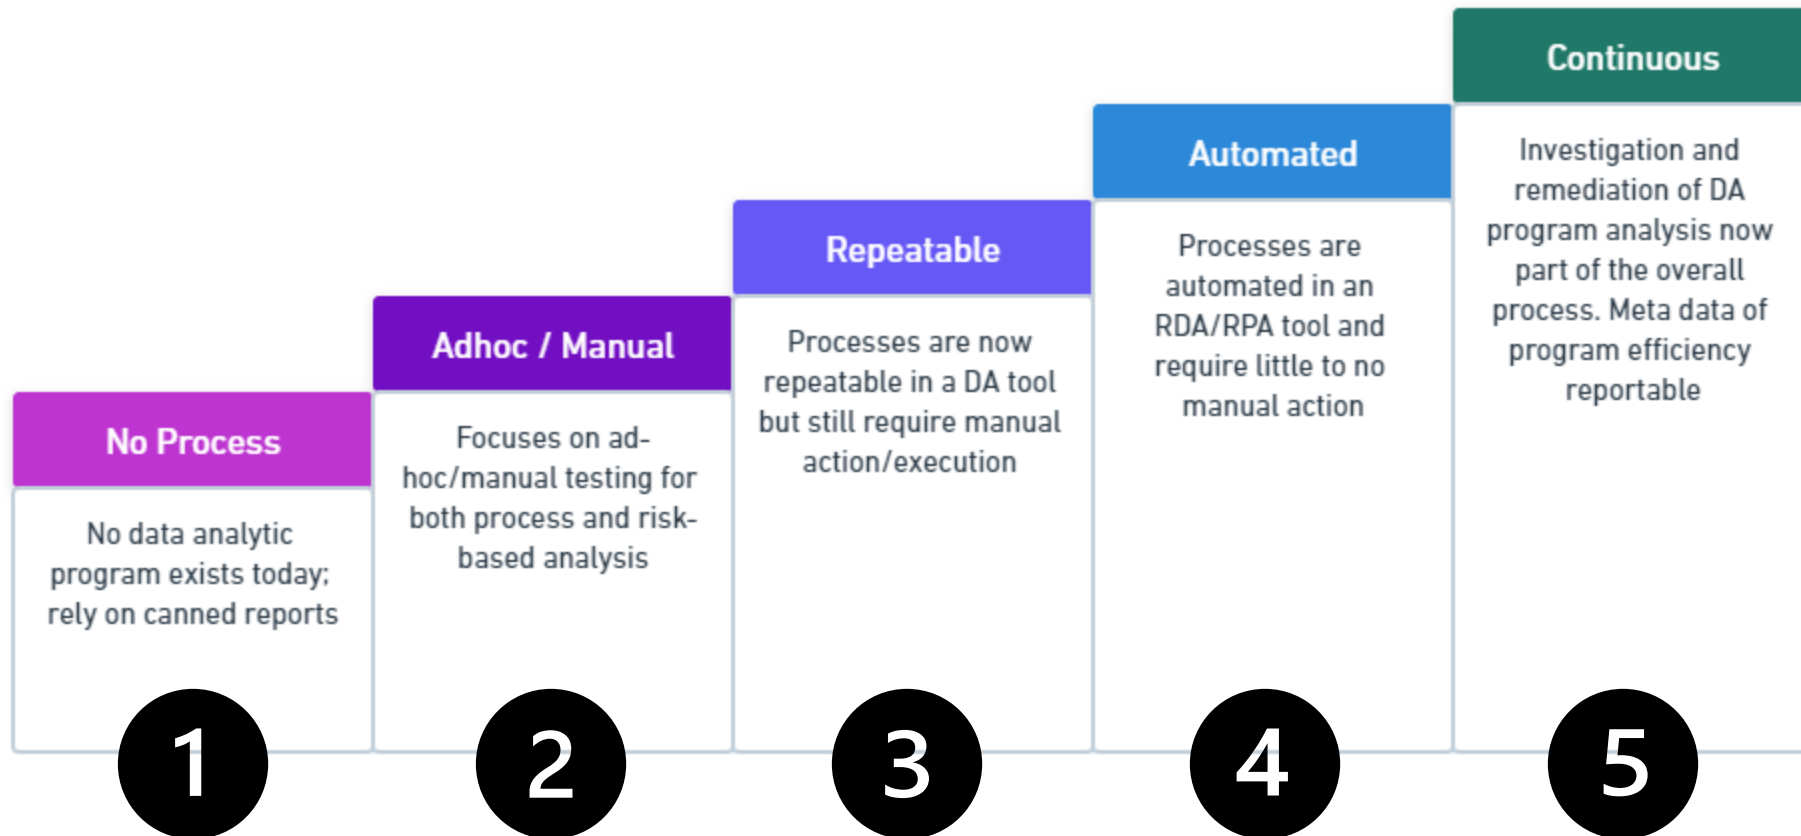 No Process
No data analytic
program exists today;
rely on canned reports
1
Adhoc / Manual
Focuses on ad-
hoc/manual testing for
both process and risk-
based analysis
2
Repeatable
Processes are now
repeatable in a DA tool
but still require manual
action/execution
3
Automated
Processes are
automated in an
RDA/RPA tool and
require little to no
manual action
4
Continuous
Investigation and
remediation of DA
program analysis now
part of the overall
process. Meta data of
program efficiency
reportable
5